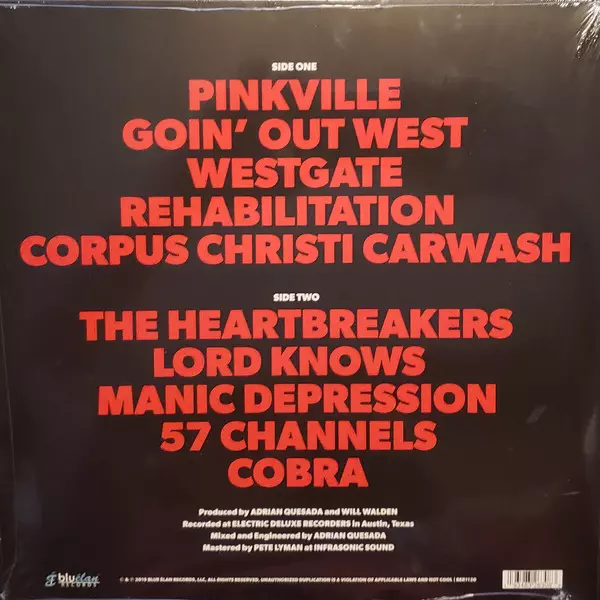 SIDE ONE
PINKVILLE
GOIN' OUT WEST
WESTGATE
REHABILITATION
CORPUS CHRISTI CARWASH
SIDE TWO
THE HEARTBREAKERS
LORD KNOWS
MANIC DEPRESSION
57 CHANNELS
COBRA
Produced by ADRIAN QUESADA and WILL WALDEN
Recorded at ELECTRIC DELUXE RECORDERS in Austin, Texas
Mixed and Engineered by ADRIAN QUESADA
Mastered by PETE LYMAN at INFRASONIC SOUND
bluélan
RECORDS
© & ℗ 2019 BLUE ÉLAN RECORDS, LLC. ALL RIGHTS RESERVED. UNAUTHORIZED DUPLICATION IS A VIOLATION OF APPLICABLE LAWS AND NOT COOL |